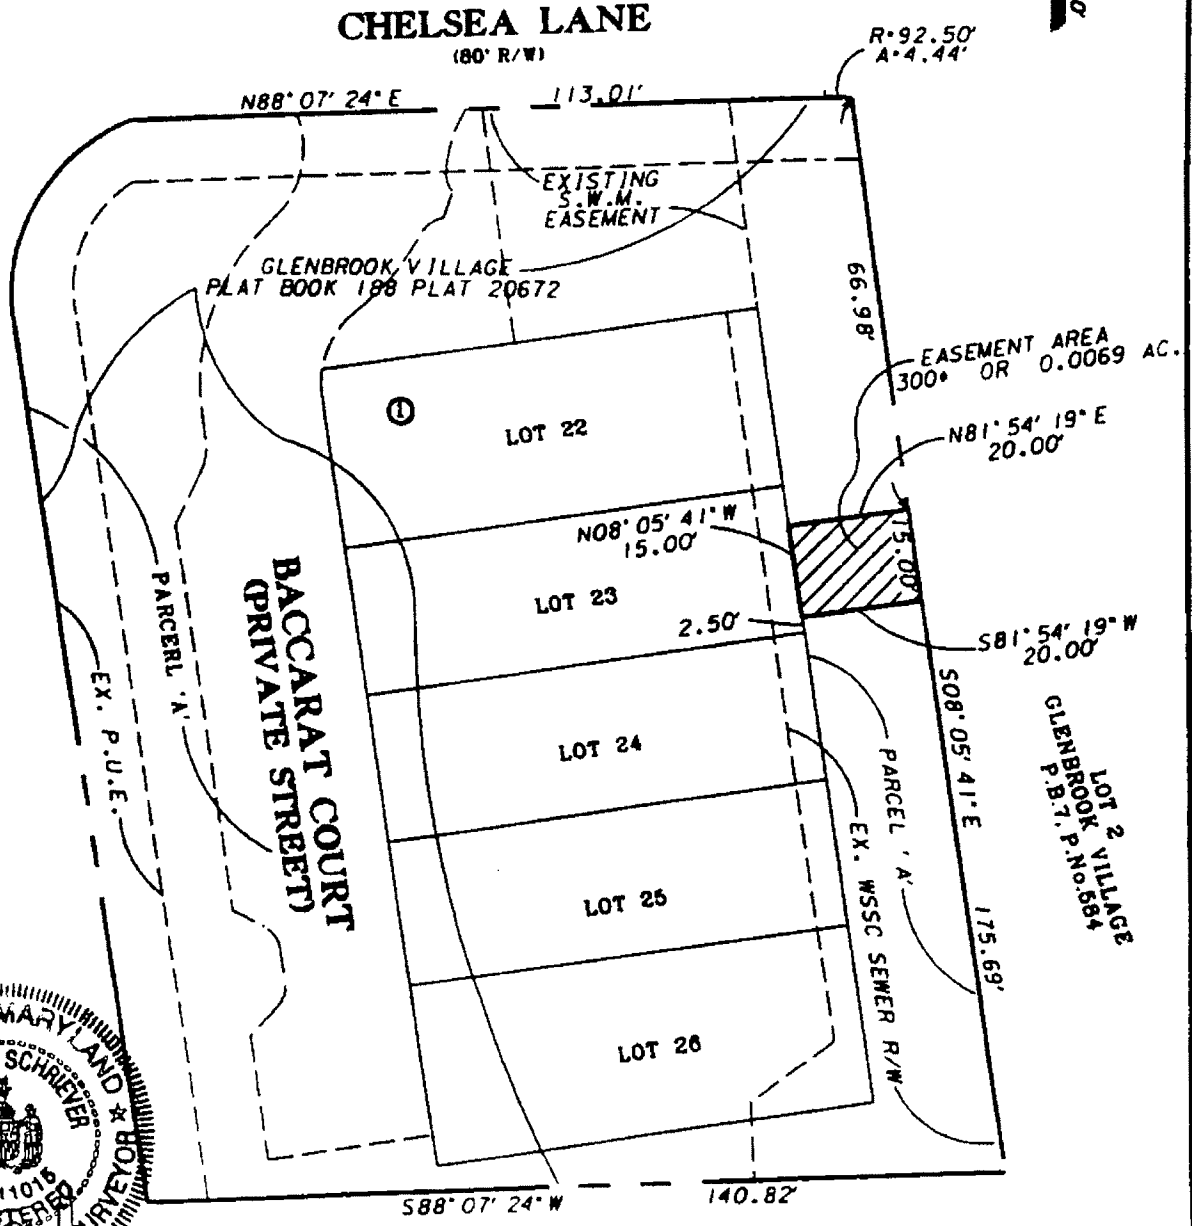 CHELSEA LANE
(80' R/W)
R=92.50'
A=4.44'
N88° 07' 24" E
113.01'
EXISTING
S.W.M.
EASEMENT
GLENBROOK VILLAGE
PLAT BOOK 188 PLAT 20672
66.98'
EASEMENT AREA
300⌀ OR 0.0069 AC.
N81° 54' 19" E
20.00'
1
LOT 22
N08° 05' 41" W
15.00'
15.00'
LOT 23
2.50'
S81° 54' 19" W
20.00'
BACCARAT COURT
(PRIVATE STREET)
PARCERL 'A'
EX. P.U.E.
LOT 24
S08° 05' 41" E
175.69'
LOT 2
GLENBROOK VILLAGE
P.B.7, P.No.584
PARCEL 'A'
EX. WSSC SEWER R/W
LOT 25
LOT 26
MARYLAND
SCHRIEVER
11015
SURVEYOR
S88° 07' 24" W
140.82'